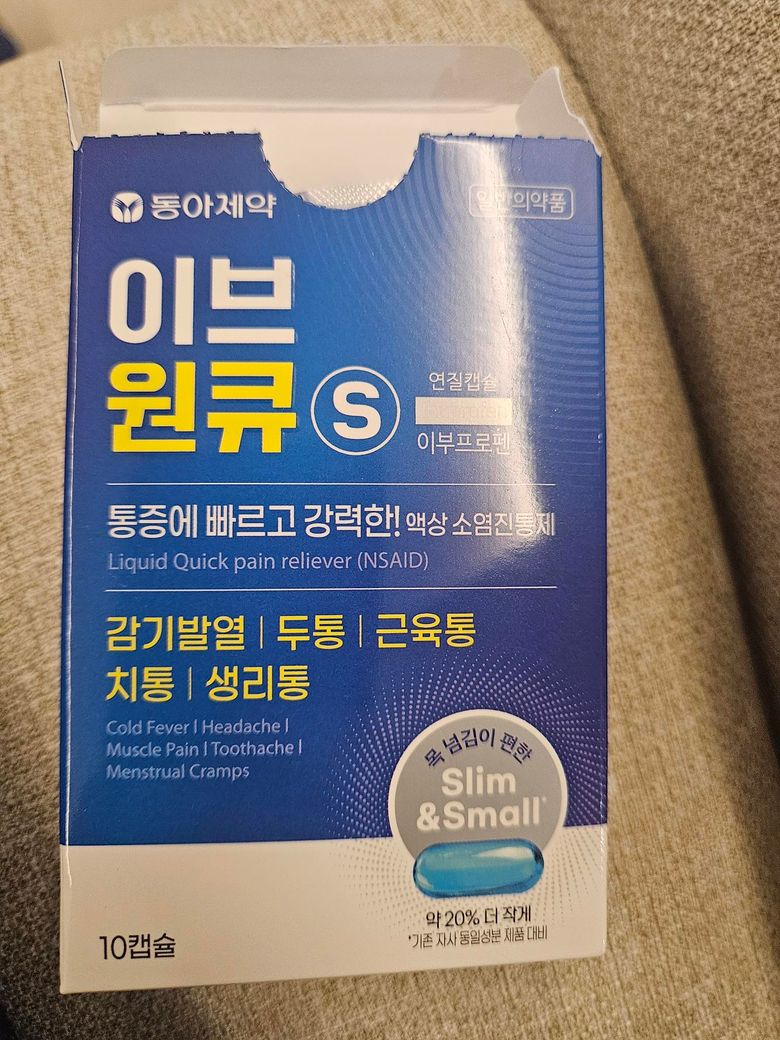 동아제약
일반의약품
이브
원큐 S
연질캡슐
이부프로펜
통증에 빠르고 강력한! 액상 소염진통제
Liquid Quick pain reliever (NSAID)
감기발열 | 두통 | 근육통
치통 | 생리통
Cold Fever | Headache |
Muscle Pain | Toothache |
Menstrual Cramps
목 넘김이 편한
Slim
&Small*
약 20% 더 작게
*기존 자사 동일성분 제품 대비
10캡슐